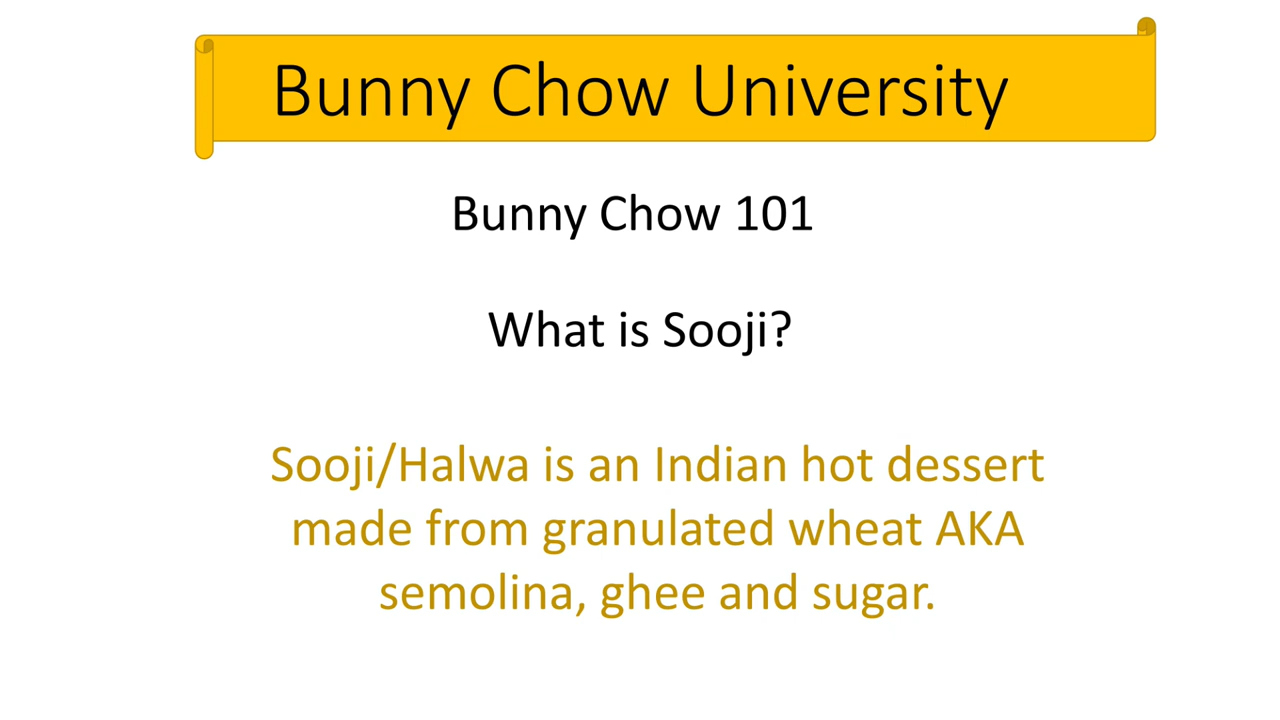 Bunny Chow University
Bunny Chow 101
What is Sooji?
Sooji/Halwa is an Indian hot dessert
made from granulated wheat AKA
semolina, ghee and sugar.